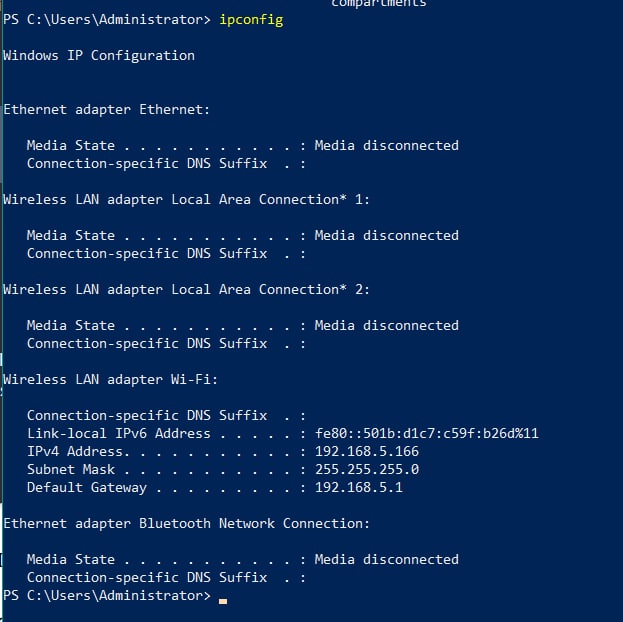 compartments
PS C:\Users\Administrator> ipconfig
Windows IP Configuration
Ethernet adapter Ethernet:
Media State . . . . . . . . . . . : Media disconnected
Connection-specific DNS Suffix  . :
Wireless LAN adapter Local Area Connection* 1:
Media State . . . . . . . . . . . : Media disconnected
Connection-specific DNS Suffix  . :
Wireless LAN adapter Local Area Connection* 2:
Media State . . . . . . . . . . . : Media disconnected
Connection-specific DNS Suffix  . :
Wireless LAN adapter Wi-Fi:
Connection-specific DNS Suffix  . :
Link-local IPv6 Address . . . . . : fe80::501b:d1c7:c59f:b26d%11
IPv4 Address. . . . . . . . . . . : 192.168.5.166
Subnet Mask . . . . . . . . . . . : 255.255.255.0
Default Gateway . . . . . . . . . : 192.168.5.1
Ethernet adapter Bluetooth Network Connection:
Media State . . . . . . . . . . . : Media disconnected
Connection-specific DNS Suffix  . :
PS C:\Users\Administrator>